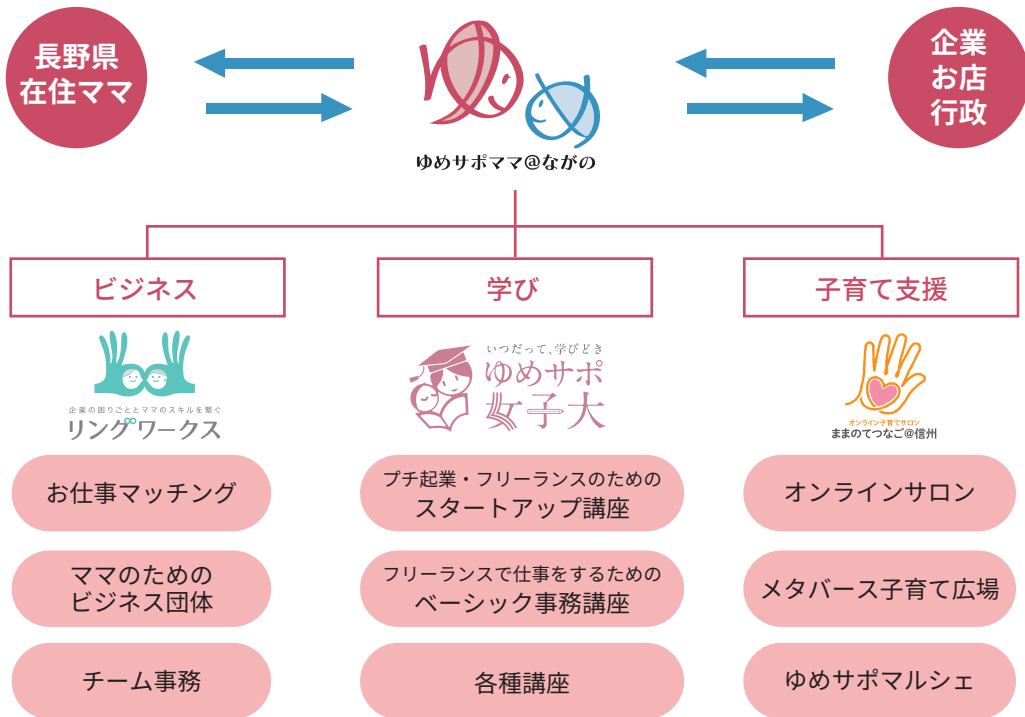 長野県
在住ママ
ゆめサポママ@ながの
企業
お店
行政
ビジネス
学び
子育て支援
企業の困りごととママのスキルを繋ぐ
リングワークス
いつだって、学びどき
ゆめサポ
女子大
オンライン子育てサロン
ままのてつなご@信州
お仕事マッチング
プチ起業・フリーランスのための
スタートアップ講座
オンラインサロン
ママのための
ビジネス団体
フリーランスで仕事をするための
ベーシック事務講座
メタバース子育て広場
チーム事務
各種講座
ゆめサポマルシェ